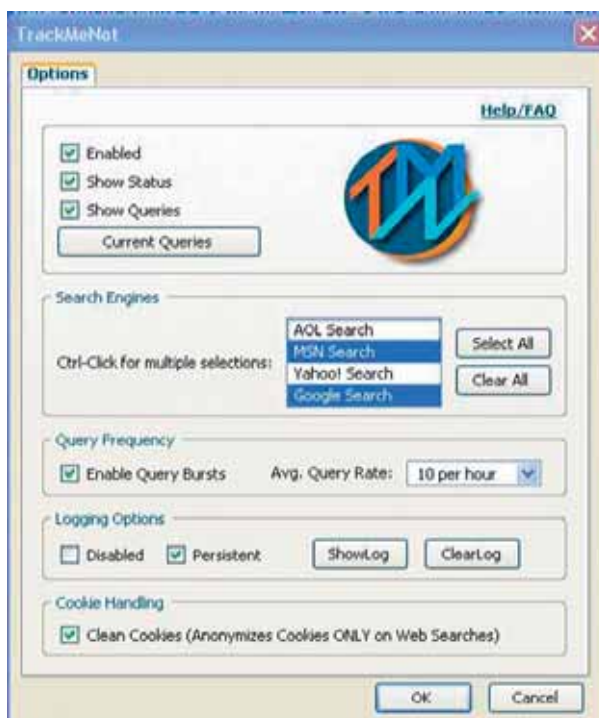 TrackMeNot
Options
Help/FAQ
Enabled
Show Status
Show Queries
Current Queries
TMN
Search Engines
Ctrl-Click for multiple selections:
AOL Search
MSN Search
Yahoo! Search
Google Search
Select All
Clear All
Query Frequency
Enable Query Bursts
Avg. Query Rate:
10 per hour
Logging Options
Disabled
Persistent
ShowLog
ClearLog
Cookie Handling
Clean Cookies (Anonymizes Cookies ONLY on Web Searches)
OK
Cancel